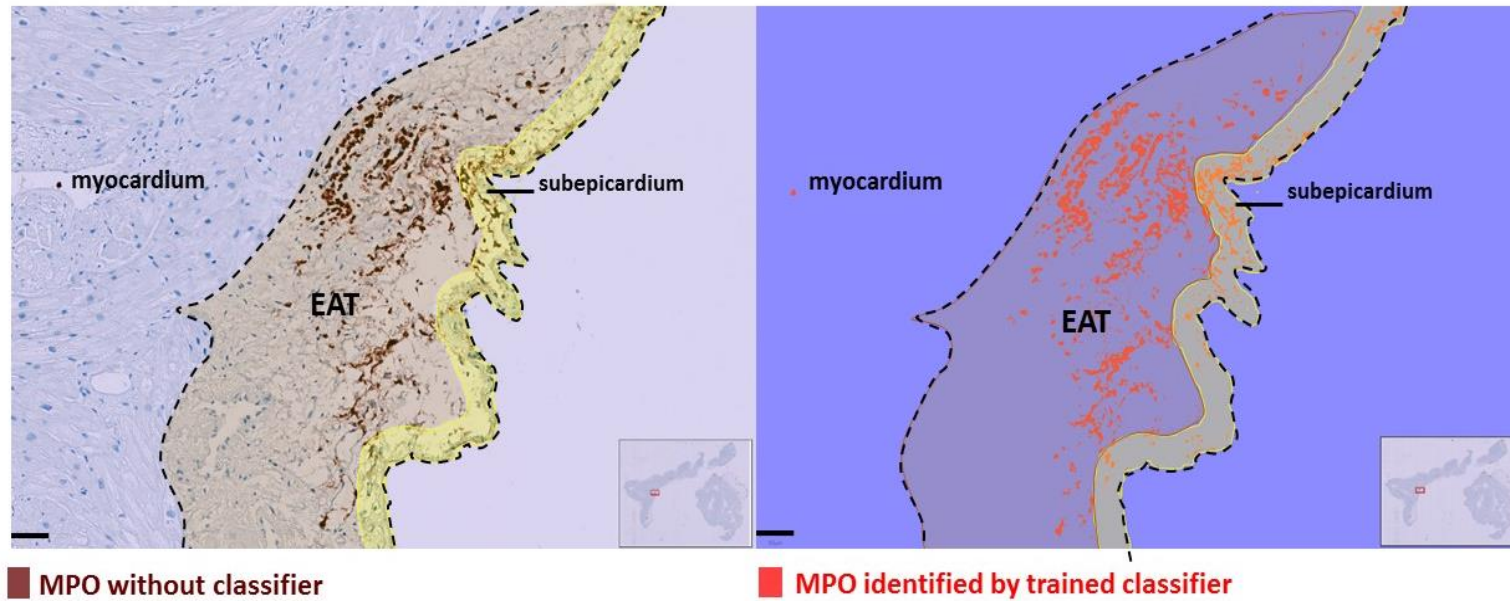 myocardium
subepicardium
EAT
myocardium
subepicardium
EAT
MPO without classifier
MPO identified by trained classifier